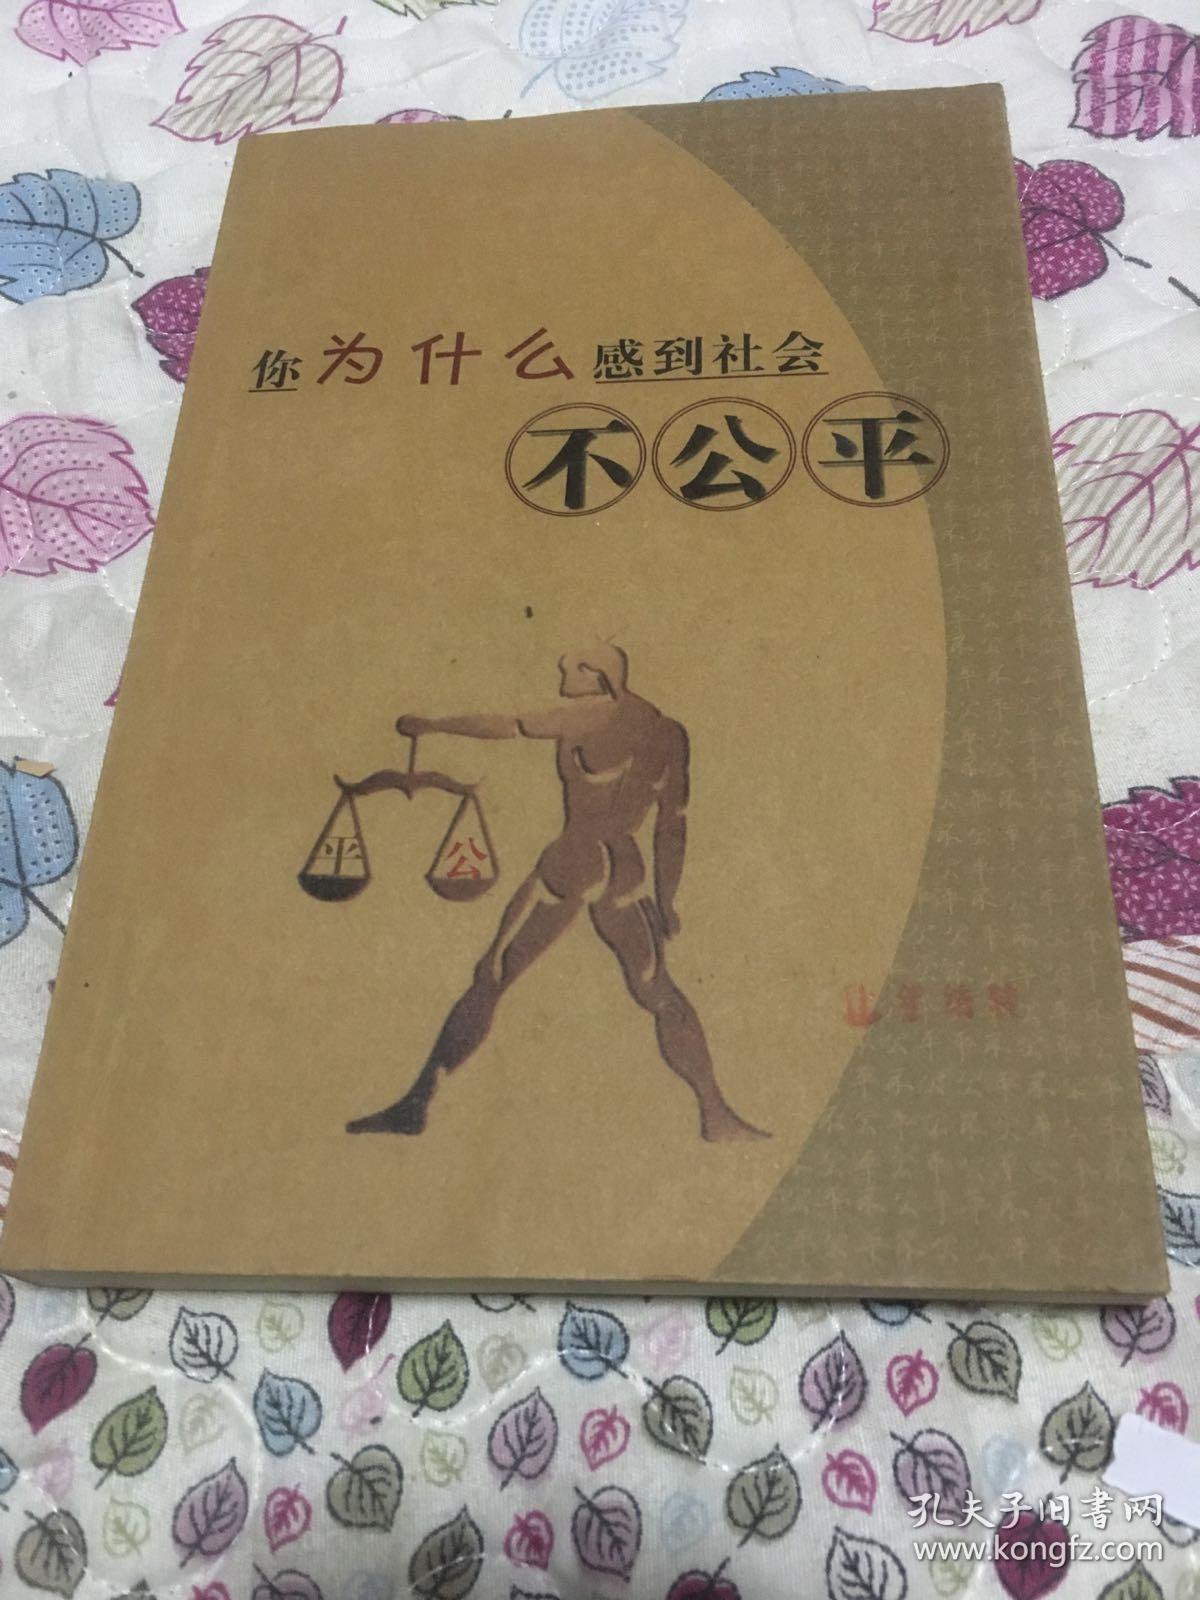 你为什么感到社会
不公平
平 公
孔夫子旧書网
www.kongfz.com